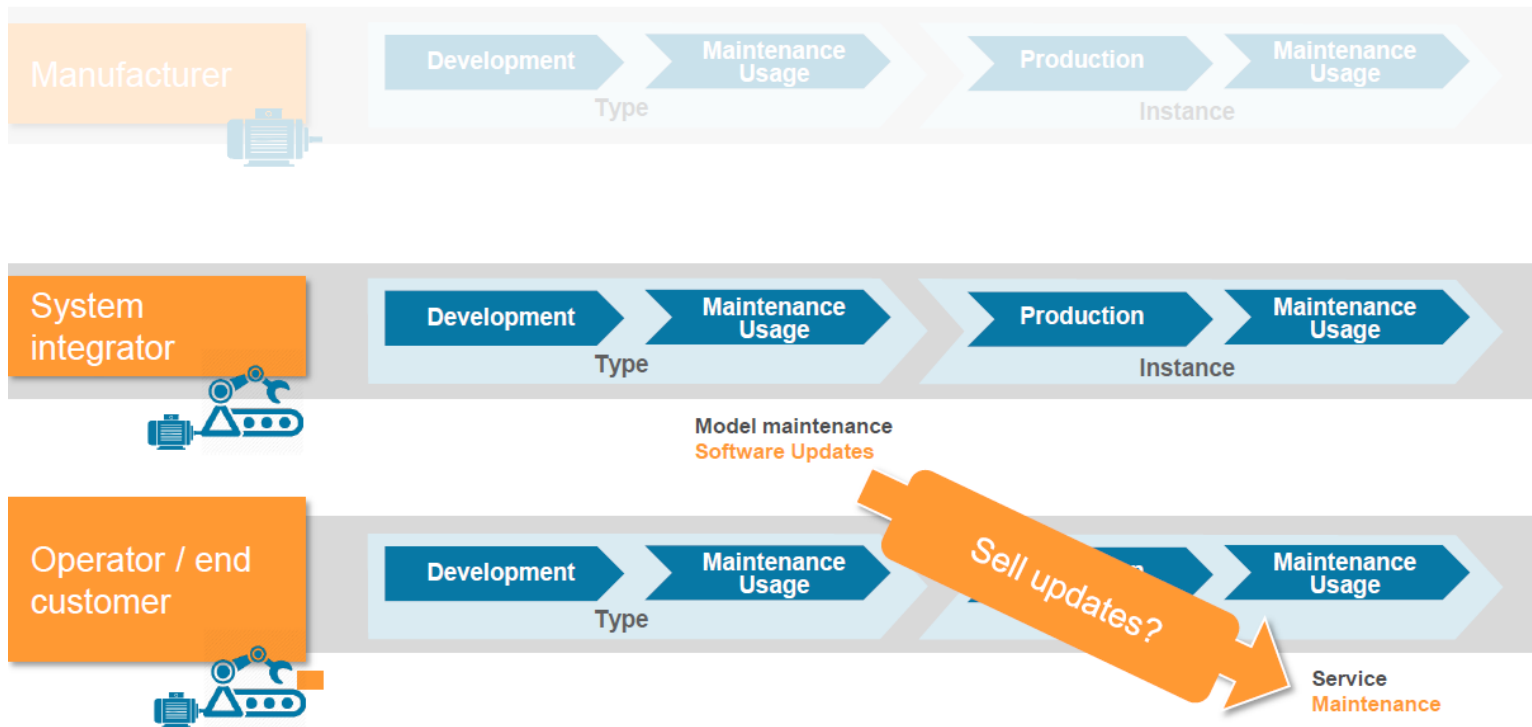 Manufacturer
Development
Maintenance
Usage
Type
Production
Maintenance
Usage
Instance
System
integrator
Development
Maintenance
Usage
Type
Production
Maintenance
Usage
Instance
Model maintenance
Software Updates
Operator / end
customer
Development
Maintenance
Usage
Type
Sell updates?
Maintenance
Usage
Service
Maintenance